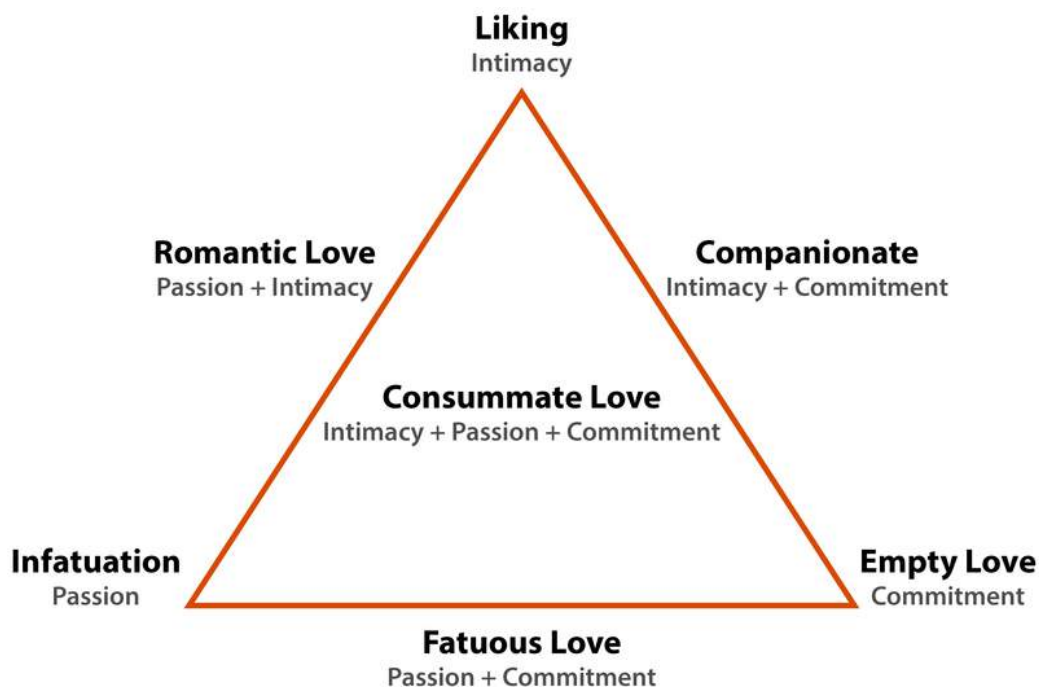 Liking
Intimacy
Romantic Love
Passion + Intimacy
Companionate
Intimacy + Commitment
Consummate Love
Intimacy + Passion + Commitment
Infatuation
Passion
Empty Love
Commitment
Fatuous Love
Passion + Commitment